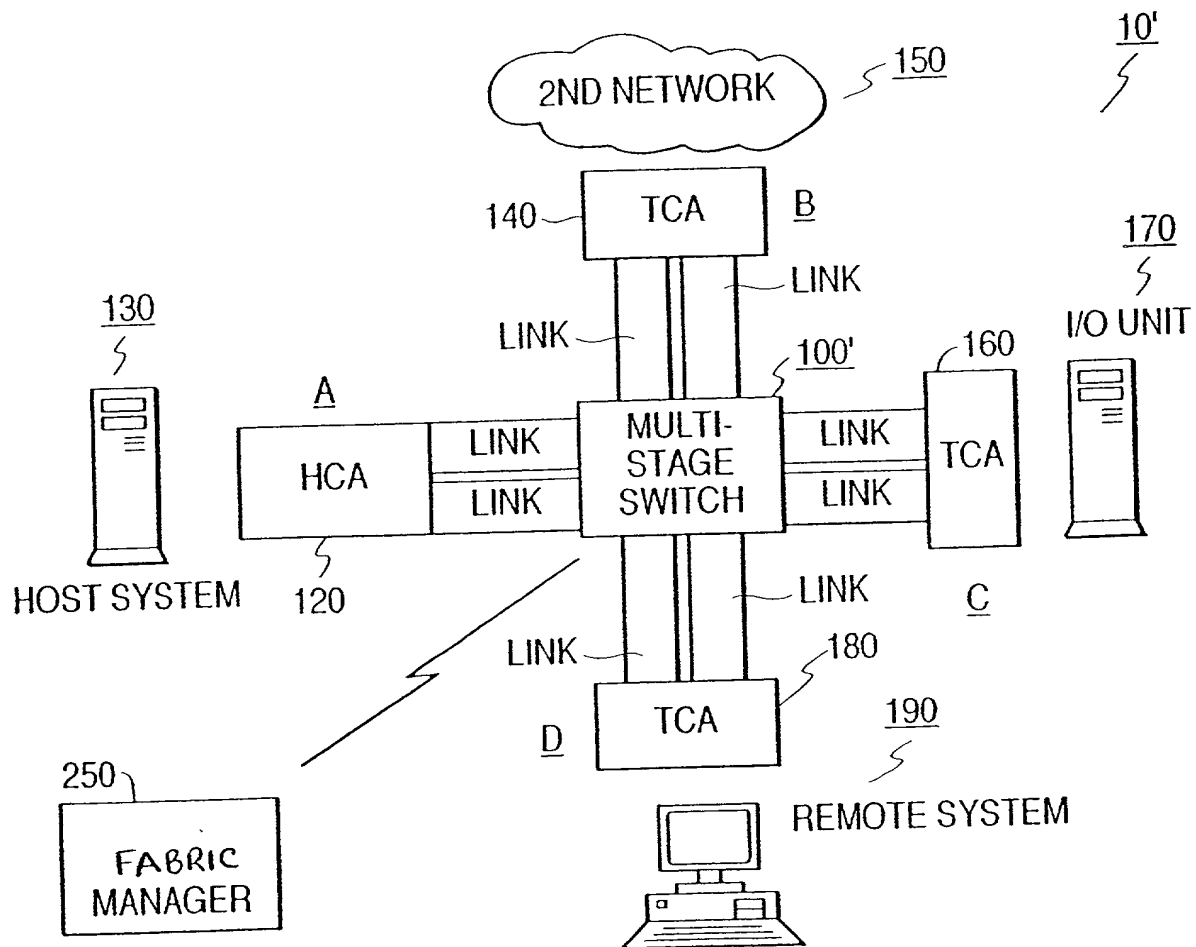 10'
2ND NETWORK
150
140
TCA
B
170
LINK
I/O UNIT
LINK
130
160
100'
A
HCA
LINK
LINK
MULTI-
STAGE
SWITCH
LINK
LINK
TCA
HOST SYSTEM
120
LINK
C
LINK
180
TCA
D
190
250
REMOTE SYSTEM
FABRIC
MANAGER